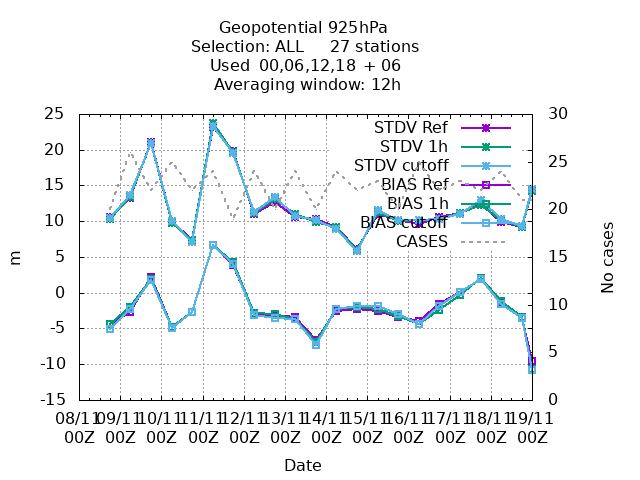 Geopotential 925hPa
Selection: ALL 27 stations
Used 00,06,12,18 + 06
Averaging window: 12h
25
20
15
10
5
0
-5
-10
-15
30
25
20
15
10
5
0
m
No cases
STDV Ref
STDV 1h
STDV cutoff
BIAS Ref
BIAS 1h
BIAS cutoff
CASES
08/11 09/11 10/11 11/11 12/11 13/11 14/11 15/11 16/11 17/11 18/11 19/11
00Z 00Z 00Z 00Z 00Z 00Z 00Z 00Z 00Z 00Z 00Z 00Z
Date